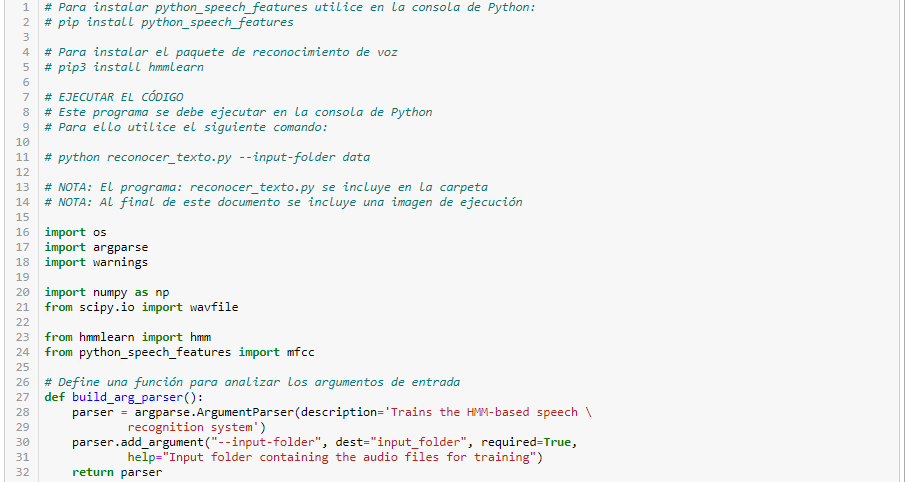 1 # Para instalar python_speech_features utilice en la consola de Python:
2 # pip install python_speech_features
3
4 # Para instalar el paquete de reconocimiento de voz
5 # pip3 install hmmlearn
6
7 # EJECUTAR EL CÓDIGO
8 # Este programa se debe ejecutar en la consola de Python
9 # Para ello utilice el siguiente comando:
10
11 # python reconocer_texto.py --input-folder data
12
13 # NOTA: El programa: reconocer_texto.py se incluye en la carpeta
14 # NOTA: Al final de este documento se incluye una imagen de ejecución
15
16 import os
17 import argparse
18 import warnings
19
20 import numpy as np
21 from scipy.io import wavfile
22
23 from hmmlearn import hmm
24 from python_speech_features import mfcc
25
26 # Define una función para analizar los argumentos de entrada
27 def build_arg_parser():
28     parser = argparse.ArgumentParser(description='Trains the HMM-based speech \
29             recognition system')
30     parser.add_argument("--input-folder", dest="input_folder", required=True,
31             help="Input folder containing the audio files for training")
32     return parser